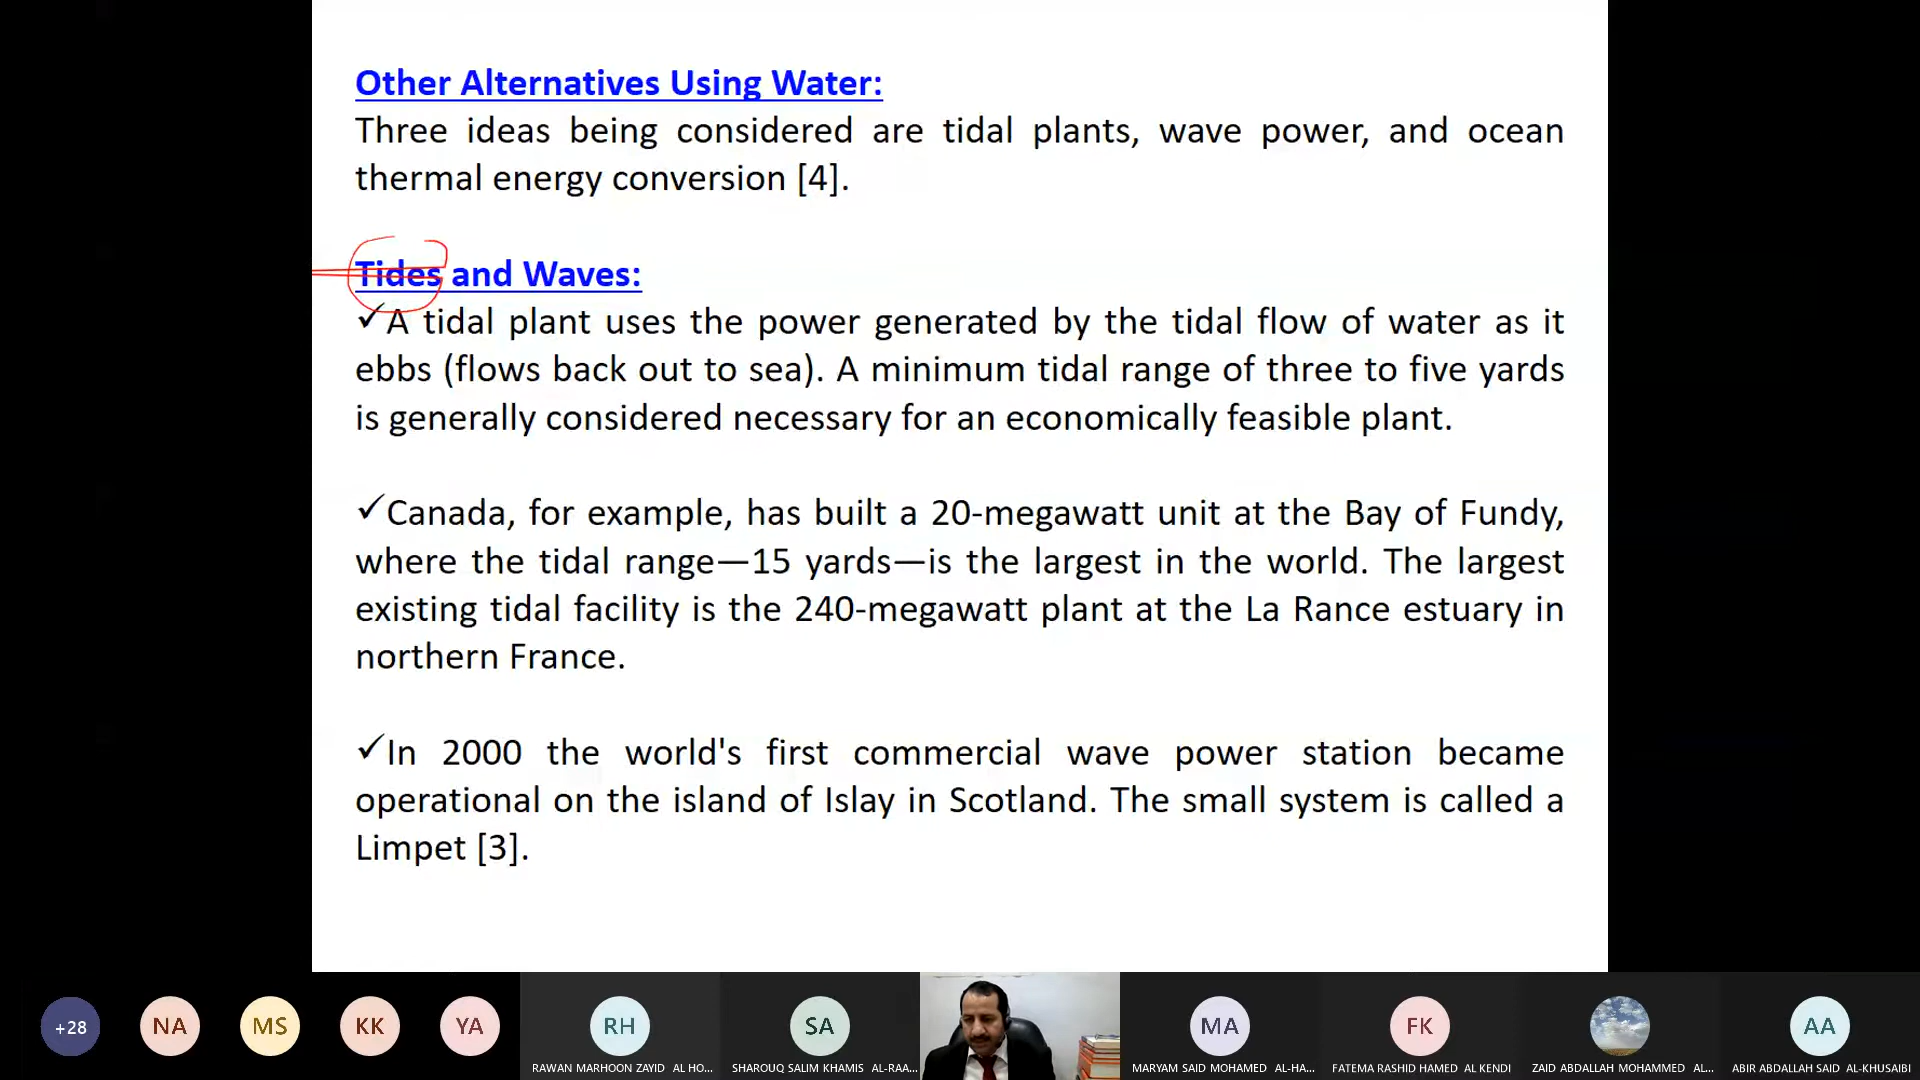 Other Alternatives Using Water:
Three ideas being considered are tidal plants, wave power, and ocean
thermal energy conversion [4].
Tides and Waves:
✓A tidal plant uses the power generated by the tidal flow of water as it
ebbs (flows back out to sea). A minimum tidal range of three to five yards
is generally considered necessary for an economically feasible plant.
✓Canada, for example, has built a 20-megawatt unit at the Bay of Fundy,
where the tidal range—15 yards—is the largest in the world. The largest
existing tidal facility is the 240-megawatt plant at the La Rance estuary in
northern France.
✓In 2000 the world's first commercial wave power station became
operational on the island of Islay in Scotland. The small system is called a
Limpet [3].
+28 NA MS KK YA RH SA MA FK AA
RAWAN MARHOON ZAYID AL HO... SHAROUQ SALIM KHAMIS AL-RAA... MARYAM SAID MOHAMED AL-HA... FATEMA RASHID HAMED AL KENDI ZAID ABDALLAH MOHAMMED AL... ABIR ABDALLAH SAID AL-KHUSAIBI